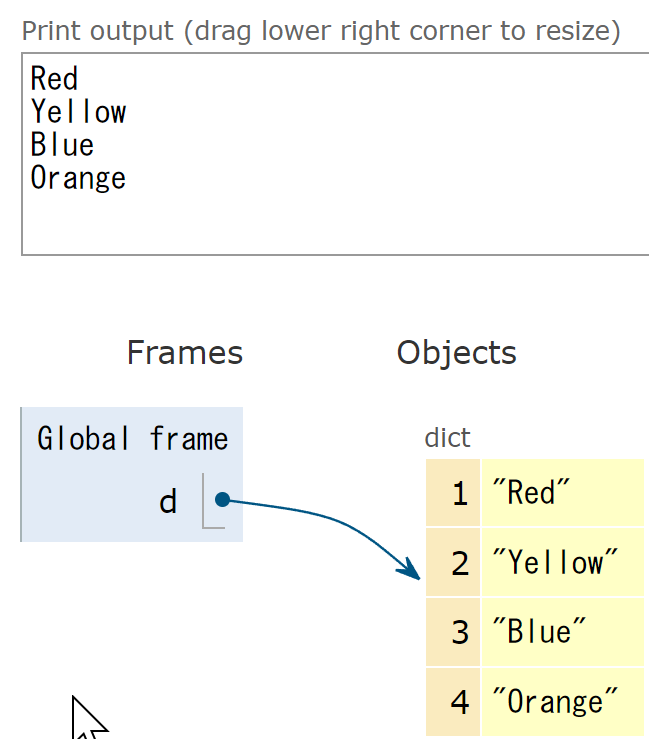 Print output (drag lower right corner to resize)
Red
Yellow
Blue
Orange
Frames
Objects
Global frame
d
dict
1 "Red"
2 "Yellow"
3 "Blue"
4 "Orange"